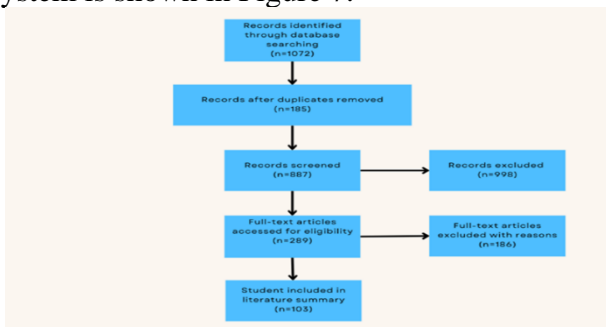 ystem is shown in Figure
Records identified
through database
searching
(n=1072)
Records after duplicates removed
(n=185)
Records screened
(n=887)
Records excluded
(n=998)
Full-text articles
accessed for eligibility
(n=289)
Full-text articles
excluded with reasons
(n=186)
Student included in
literature summary
(n=103)